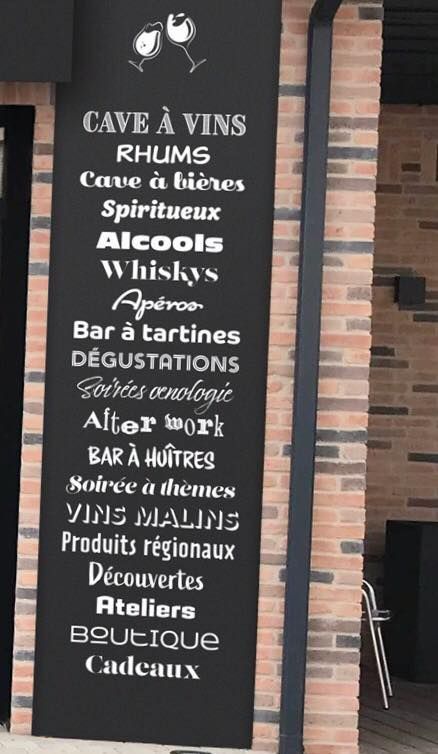 CAVE À VINS
RHUMS
Cave à bières
Spiritueux
Alcools
Whiskys
Apéros
Bar à tartines
DÉGUSTATIONS
Soirées œnologie
After work
BAR À HUÎTRES
Soirée à thèmes
VINS MALINS
Produits régionaux
Découvertes
Ateliers
BOUTIQUE
Cadeaux